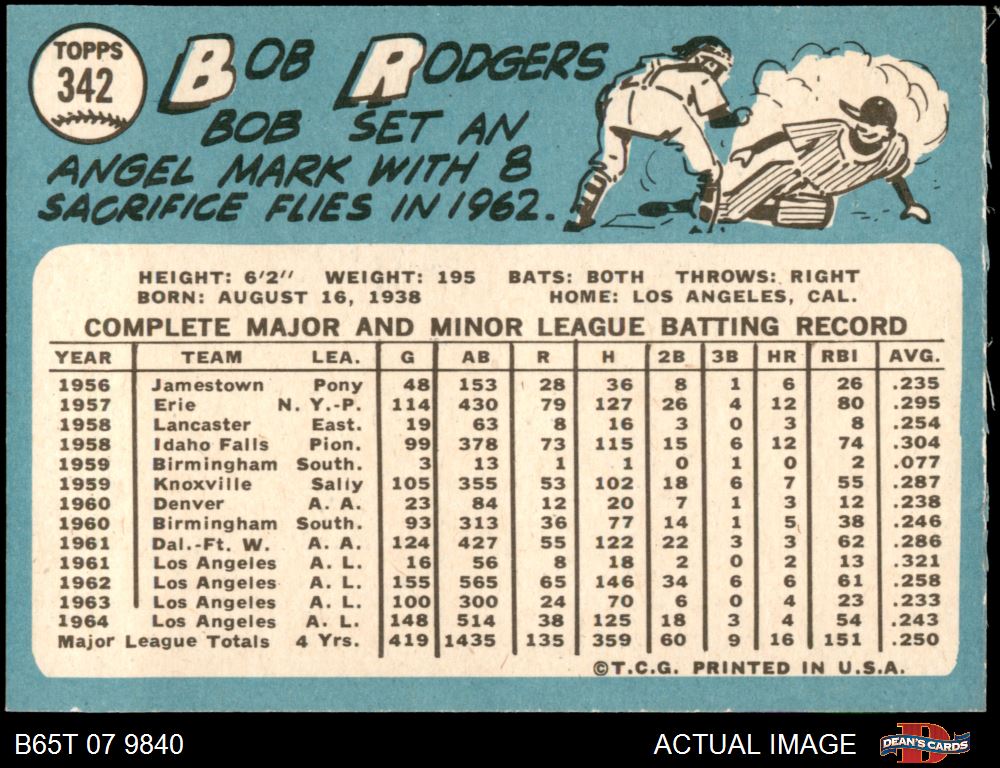 TOPPS
342
BOB RODGERS
BOB SET AN
ANGEL MARK WITH 8
SACRIFICE FLIES IN 1962.
HEIGHT: 6'2" WEIGHT: 195 BATS: BOTH THROWS: RIGHT
BORN: AUGUST 16, 1938 HOME: LOS ANGELES, CAL.
COMPLETE MAJOR AND MINOR LEAGUE BATTING RECORD
YEAR TEAM LEA. G AB R H 2B 3B HR RBI AVG.
1956 Jamestown Pony 48 153 28 36 8 1 6 26 .235
1957 Erie N. Y.-P. 114 430 79 127 26 4 12 80 .295
1958 Lancaster East. 19 63 8 16 3 0 3 8 .254
1958 Idaho Falls Pion. 99 378 73 115 15 6 12 74 .304
1959 Birmingham South. 3 13 1 1 0 1 0 2 .077
1959 Knoxville Sally 105 355 53 102 18 6 7 55 .287
1960 Denver A. A. 23 84 12 20 7 1 3 12 .238
1960 Birmingham South. 93 313 36 77 14 1 5 38 .246
1961 Dal.-Ft. W. A. A. 124 427 55 122 22 3 3 62 .286
1961 Los Angeles A. L. 16 56 8 18 2 0 2 13 .321
1962 Los Angeles A. L. 155 565 65 146 34 6 6 61 .258
1963 Los Angeles A. L. 100 300 24 70 6 0 4 23 .233
1964 Los Angeles A. L. 148 514 38 125 18 3 4 54 .243
Major League Totals 4 Yrs. 419 1435 135 359 60 9 16 151 .250
©T.C.G. PRINTED IN U.S.A.
B65T 07 9840 ACTUAL IMAGE DEAN'S CARDS